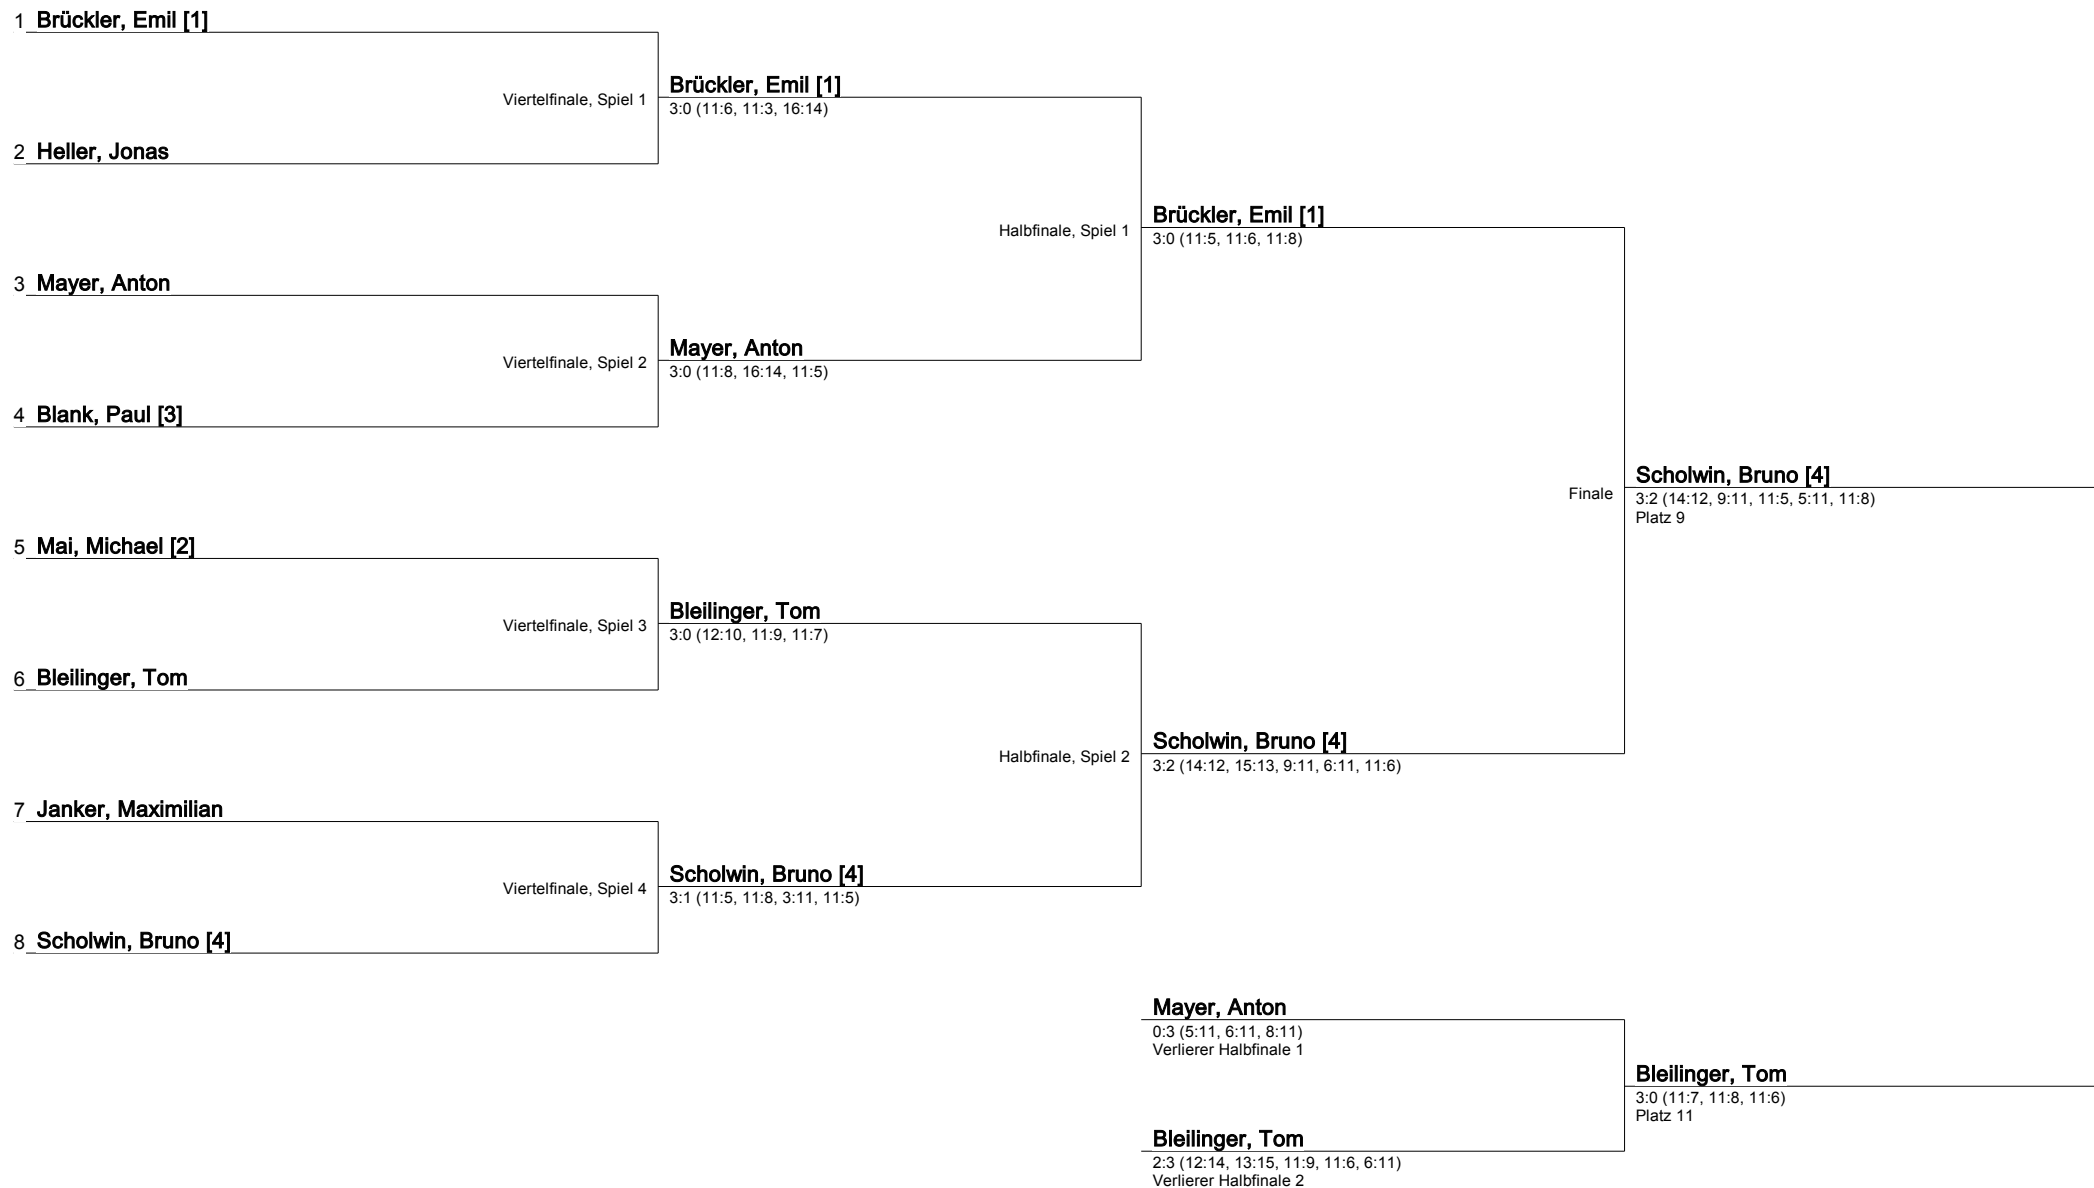 1 Brückler, Emil [1]
Viertelfinale, Spiel 1
Brückler, Emil [1]
3:0 (11:6, 11:3, 16:14)
2 Heller, Jonas
Halbfinale, Spiel 1
Brückler, Emil [1]
3:0 (11:5, 11:6, 11:8)
3 Mayer, Anton
Viertelfinale, Spiel 2
Mayer, Anton
3:0 (11:8, 16:14, 11:5)
4 Blank, Paul [3]
Finale
Scholwin, Bruno [4]
3:2 (14:12, 9:11, 11:5, 5:11, 11:8)
Platz 9
5 Mai, Michael [2]
Viertelfinale, Spiel 3
Bleilinger, Tom
3:0 (12:10, 11:9, 11:7)
6 Bleilinger, Tom
Halbfinale, Spiel 2
Scholwin, Bruno [4]
3:2 (14:12, 15:13, 9:11, 6:11, 11:6)
7 Janker, Maximilian
Viertelfinale, Spiel 4
Scholwin, Bruno [4]
3:1 (11:5, 11:8, 3:11, 11:5)
8 Scholwin, Bruno [4]
Mayer, Anton
0:3 (5:11, 6:11, 8:11)
Verlierer Halbfinale 1
Bleilinger, Tom
3:0 (11:7, 11:8, 11:6)
Platz 11
Bleilinger, Tom
2:3 (12:14, 13:15, 11:9, 11:6, 6:11)
Verlierer Halbfinale 2